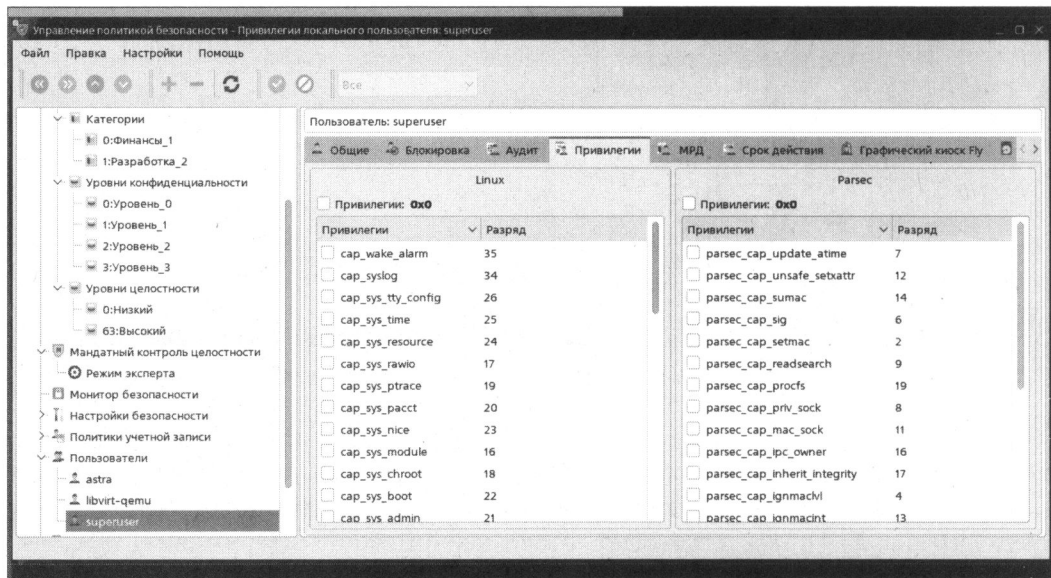 Управление политикой безопасности - Привилегии локального пользователя: superuser
Файл Правка Настройки Помощь
Все
Категории
0:Финансы_1
1:Разработка_2
Уровни конфиденциальности
0:Уровень_0
1:Уровень_1
2:Уровень_2
3:Уровень_3
Уровни целостности
0:Низкий
63:Высокий
Мандатный контроль целостности
Режим эксперта
Монитор безопасности
Настройки безопасности
Политики учетной записи
Пользователи
astra
libvirt-qemu
superuser
Пользователь: superuser
Общие Блокировка Аудит Привилегии МРД Срок действия Графический киоск Fly
Linux
Привилегии: 0x0
Привилегии Разряд
cap_wake_alarm 35
cap_syslog 34
cap_sys_tty_config 26
cap_sys_time 25
cap_sys_resource 24
cap_sys_rawio 17
cap_sys_ptrace 19
cap_sys_pacct 20
cap_sys_nice 23
cap_sys_module 16
cap_sys_chroot 18
cap_sys_boot 22
cap_sys_admin 21
Parsec
Привилегии: 0x0
Привилегии Разряд
parsec_cap_update_atime 7
parsec_cap_unsafe_setxattr 12
parsec_cap_sumac 14
parsec_cap_sig 6
parsec_cap_setmac 2
parsec_cap_readsearch 9
parsec_cap_procfs 19
parsec_cap_priv_sock 8
parsec_cap_mac_sock 11
parsec_cap_ipc_owner 16
parsec_cap_inherit_integrity 17
parsec_cap_ignmaclvl 4
parsec_cap_ignmacint 13